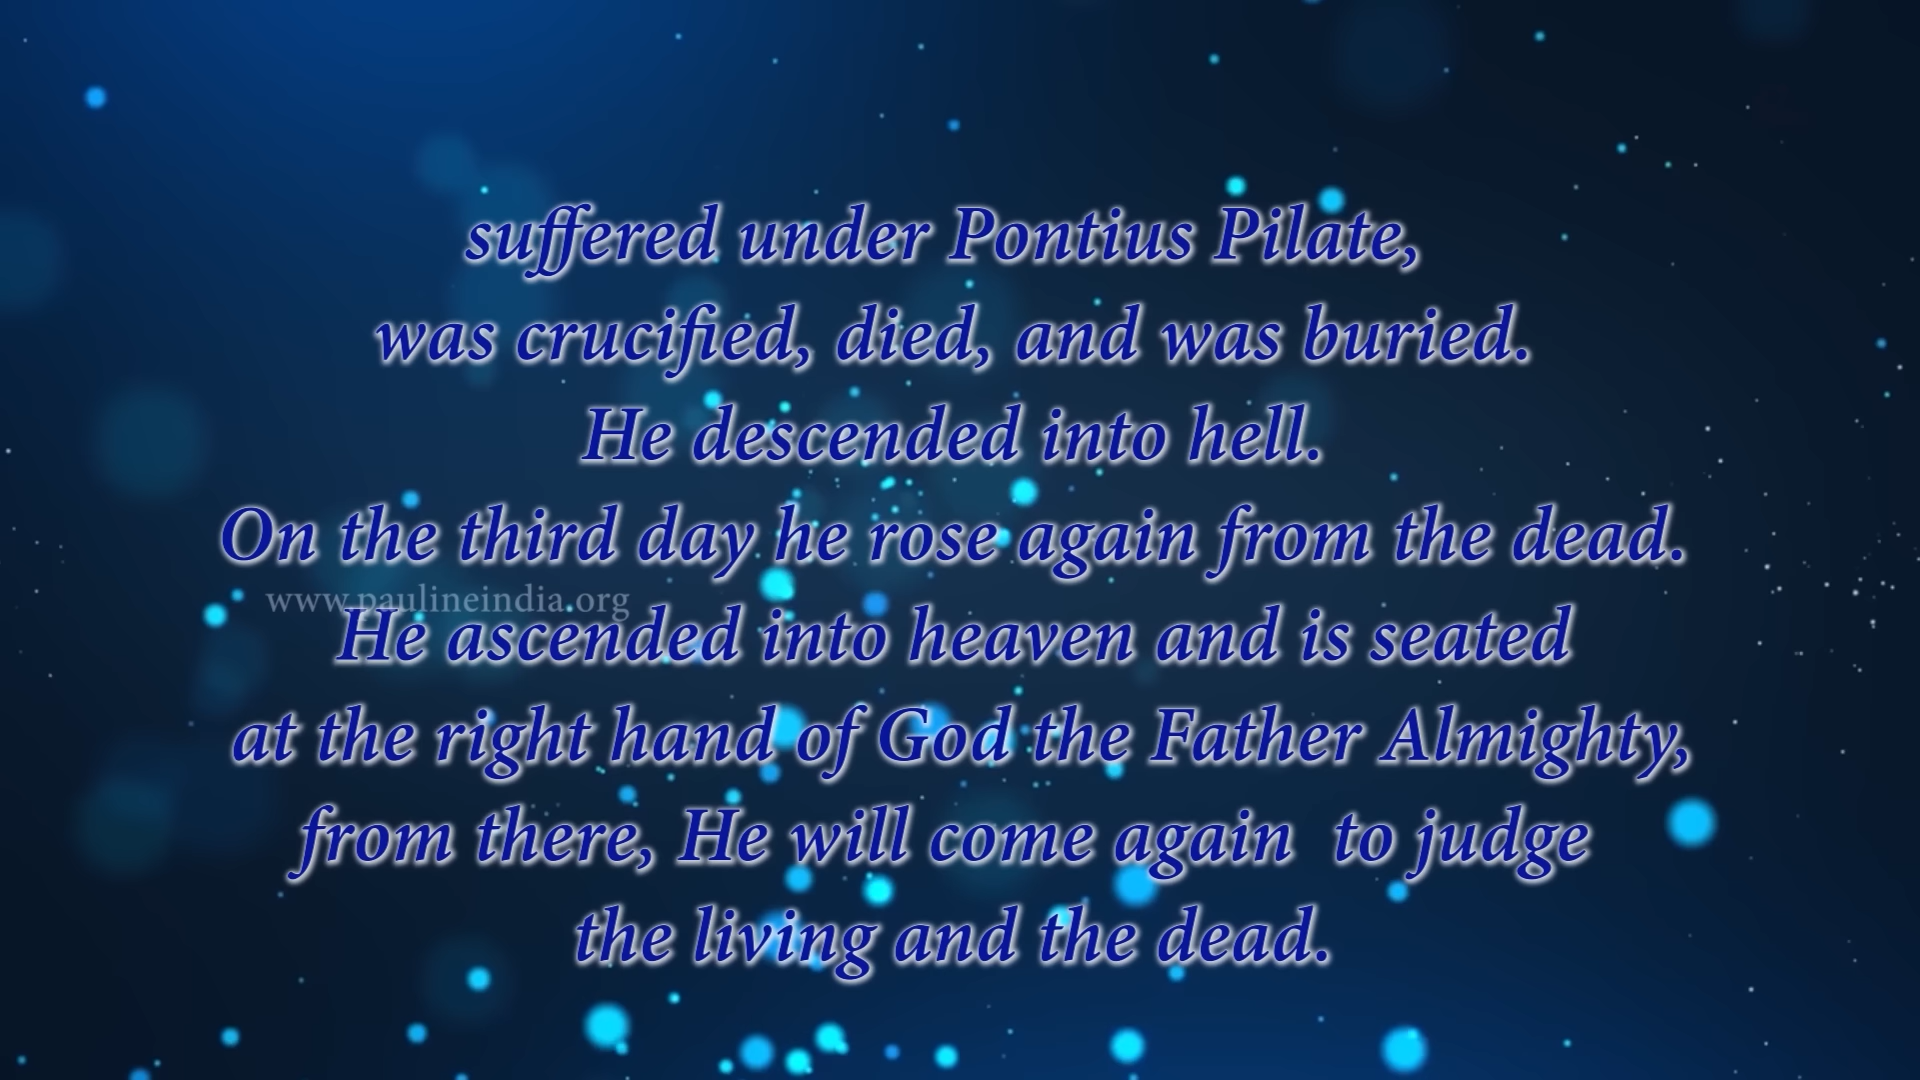 suffered under Pontius Pilate,
was crucified, died, and was buried.
He descended into hell.
On the third day he rose again from the dead.
www.paulineindia.org
He ascended into heaven and is seated
at the right hand of God the Father Almighty,
from there, He will come again to judge
the living and the dead.